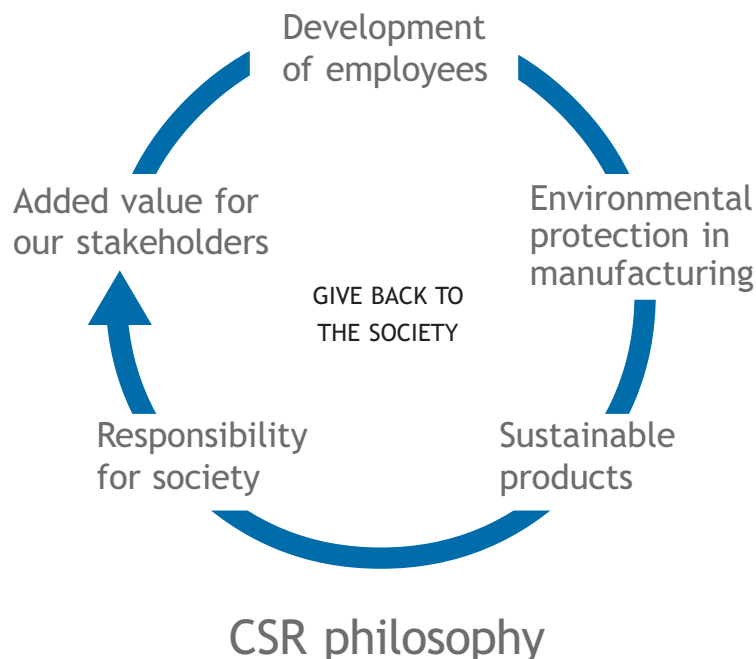 Development
of employees
Environmental
protection in
manufacturing
Sustainable
products
Responsibility
for society
Added value for
our stakeholders
GIVE BACK TO
THE SOCIETY
CSR philosophy